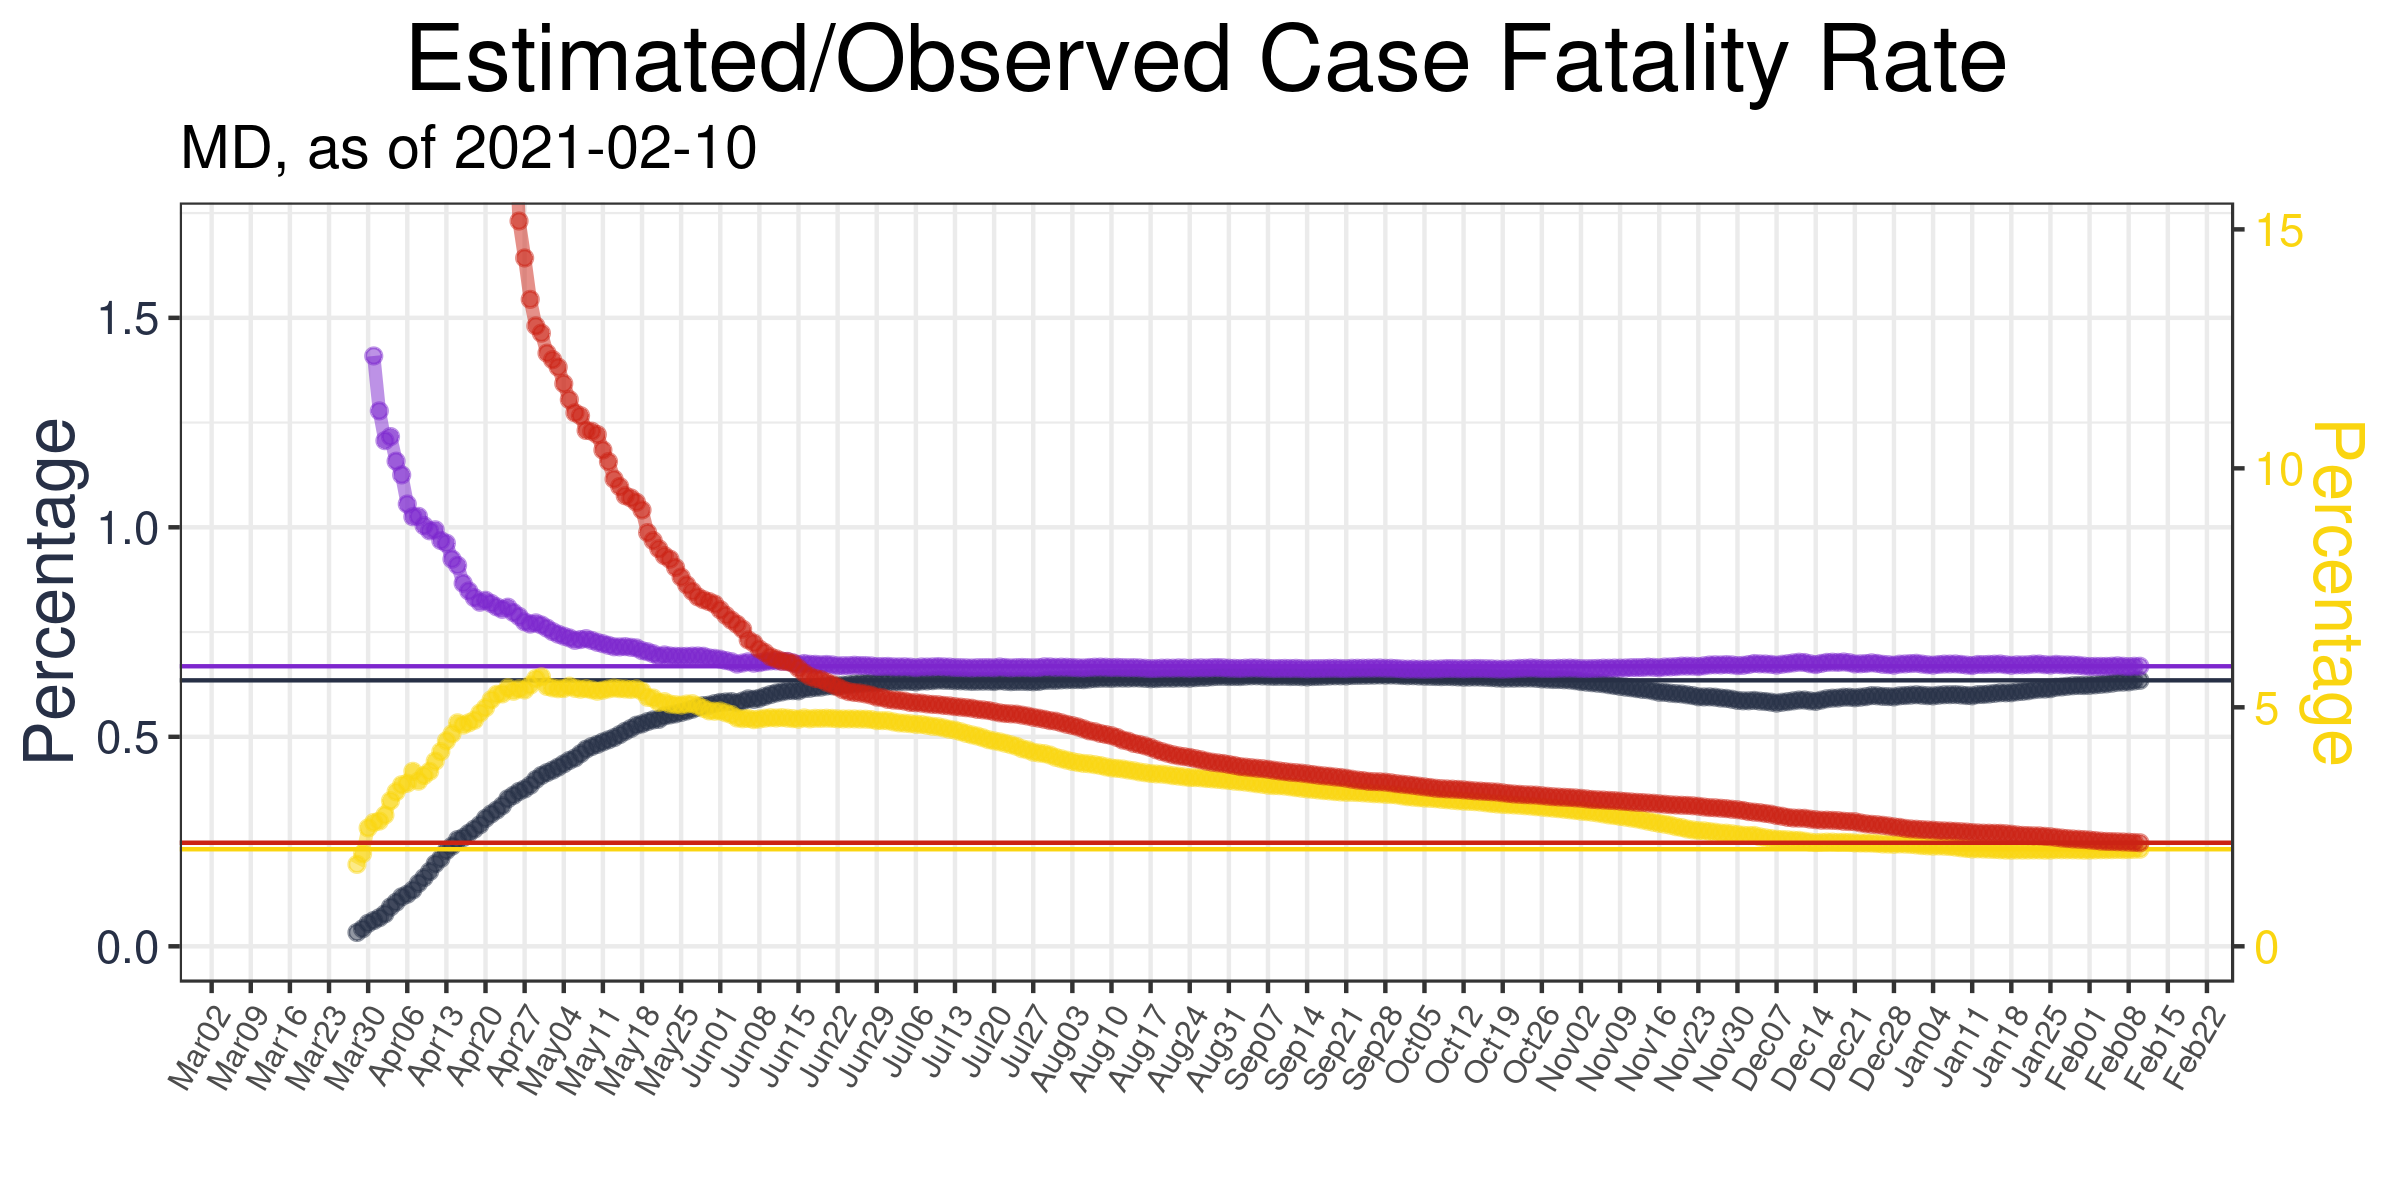 Estimated/Observed Case Fatality Rate
MD, as of 2021-02-10
Percentage
1.5
1.0
0.5
0.0
15
10
5
0
Percentage
Mar02
Mar09
Mar16
Mar23
Mar30
Apr06
Apr13
Apr20
Apr27
May04
May11
May18
May25
Jun01
Jun08
Jun15
Jun22
Jun29
Jul06
Jul13
Jul20
Jul27
Aug03
Aug10
Aug17
Aug24
Aug31
Sep07
Sep14
Sep21
Sep28
Oct05
Oct12
Oct19
Oct26
Nov02
Nov09
Nov16
Nov23
Nov30
Dec07
Dec14
Dec21
Dec28
Jan04
Jan11
Jan18
Jan25
Feb01
Feb08
Feb15
Feb22